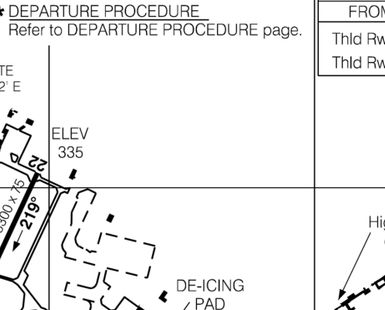 * DEPARTURE PROCEDURE
Refer to DEPARTURE PROCEDURE page.
FROM
Thld Rw
Thld Rw
TE
2' E
ELEV
335
22
300 x 75
219°
Hig
DE-ICING
PAD